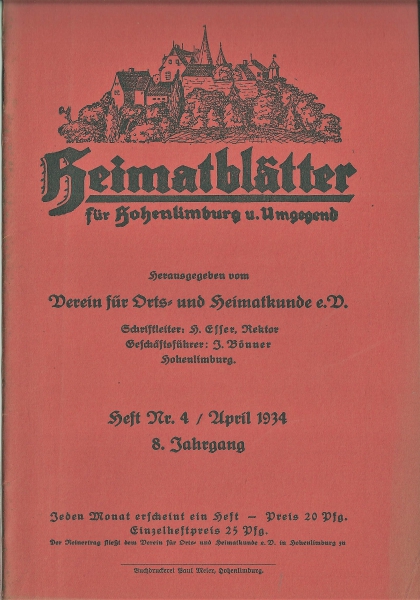 Heimatblätter
für Hohenlimburg u. Umgegend
Herausgegeben vom
Verein für Orts- und Heimatkunde e.V.
Schriftleiter: H. Esser, Rektor
Geschäftsführer: J. Bönner
Hohenlimburg.
Heft Nr. 4 / April 1934
8. Jahrgang
Jeden Monat erscheint ein Heft — Preis 20 Pfg.
Einzelheftpreis 25 Pfg.
Der Reinertrag fließt dem Verein für Orts- und Heimatkunde e.V. in Hohenlimburg zu
Buchdruckerei Paul Meier, Hohenlimburg.